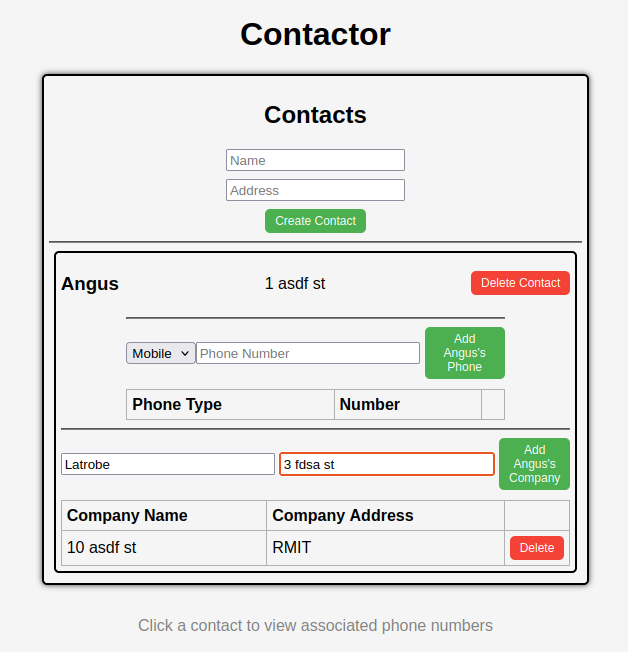 Contactor
Contacts
Name
Address
Create Contact
Angus 1 asdf st Delete Contact
Mobile Phone Number Add Angus's Phone
Phone Type Number
Latrobe 3 fdsa st Add Angus's Company
Company Name Company Address
10 asdf st RMIT Delete
Click a contact to view associated phone numbers